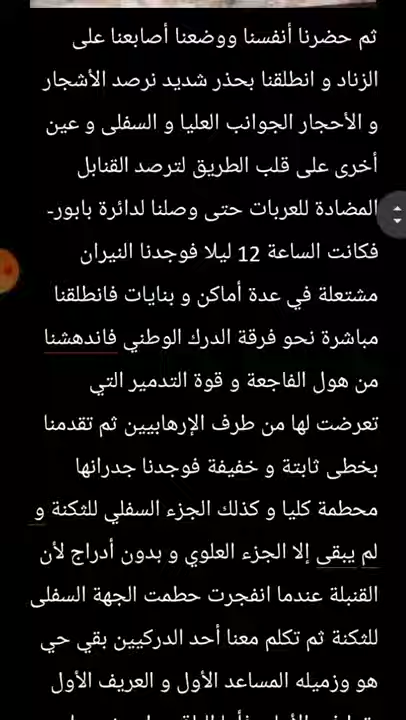 ثم حضرنا أنفسنا ووضعنا أصابعنا على
الزناد و انطلقنا بحذر شديد نرصد الأشجار
و الأحجار الجوانب العليا و السفلى و عين
أخرى على قلب الطريق لترصد القنابل
المضادة للعربات حتى وصلنا لدائرة بابور-
فكانت الساعة 12 ليلا فوجدنا النيران
مشتعلة في عدة أماكن و بنايات فانطلقنا
مباشرة نحو فرقة الدرك الوطني فاندهشنا
من هول الفاجعة و قوة التدمير التي
تعرضت لها من طرف الإرهابيين ثم تقدمنا
بخطى ثابتة و خفيفة فوجدنا جدرانها
محطمة كليا و كذلك الجزء السفلي للثكنة و
لم يبقى إلا الجزء العلوي و بدون أدراج لأن
القنبلة عندما انفجرت حطمت الجهة السفلى
للثكنة ثم تكلم معنا أحد الدركيين بقي حي
هو وزميله المساعد الأول و العريف الأول